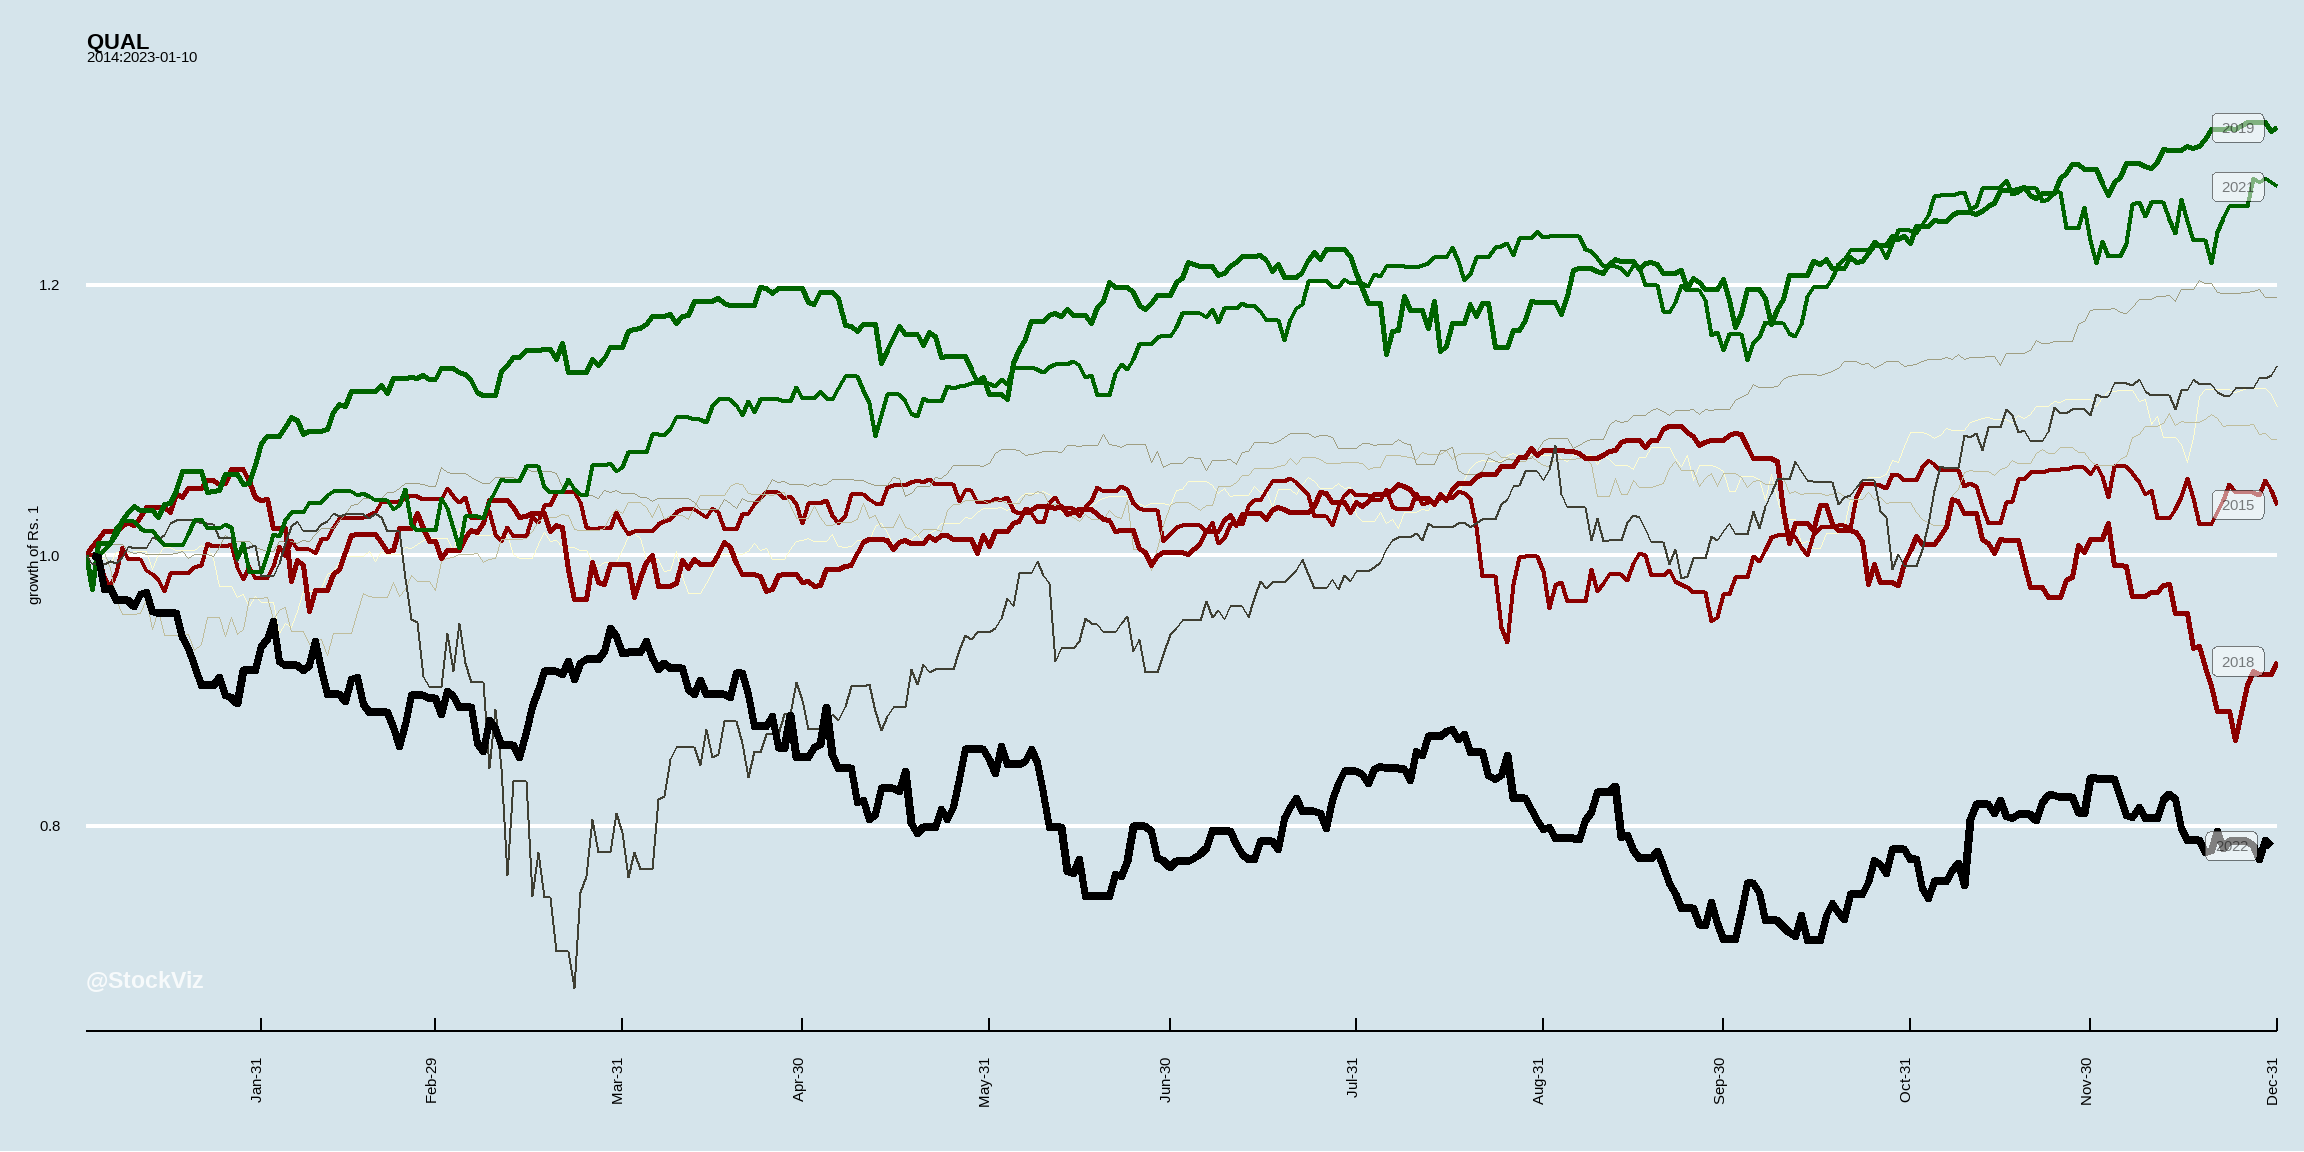 QUAL
2014:2023-01-10
2019
2021
1.2
2015
growth of Rs. 1
1.0
2018
0.8
2022
@StockViz
Jan-31
Feb-29
Mar-31
Apr-30
May-31
Jun-30
Jul-31
Aug-31
Sep-30
Oct-31
Nov-30
Dec-31